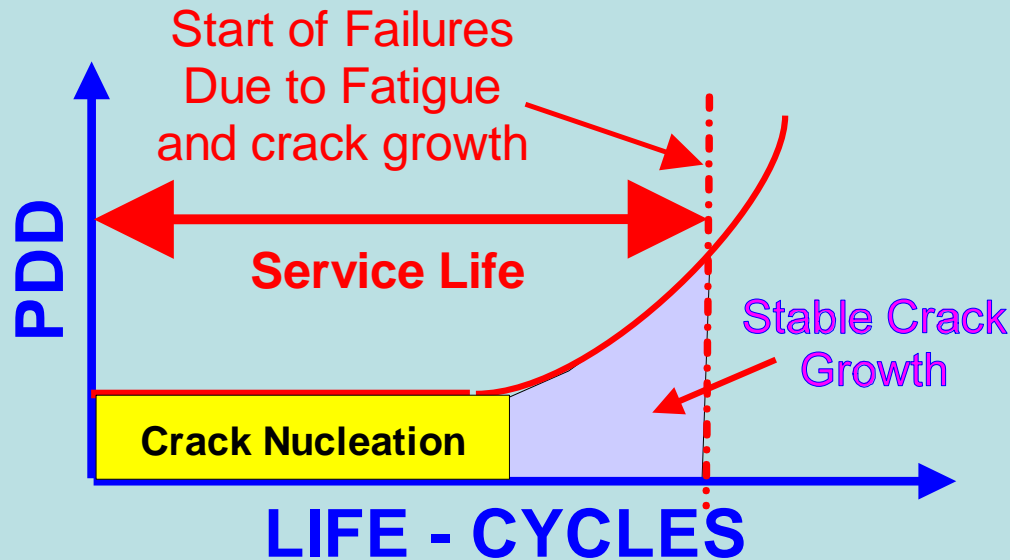 Start of Failures
Due to Fatigue
and crack growth
PDD
Service Life
Stable Crack
Growth
Crack Nucleation
LIFE - CYCLES